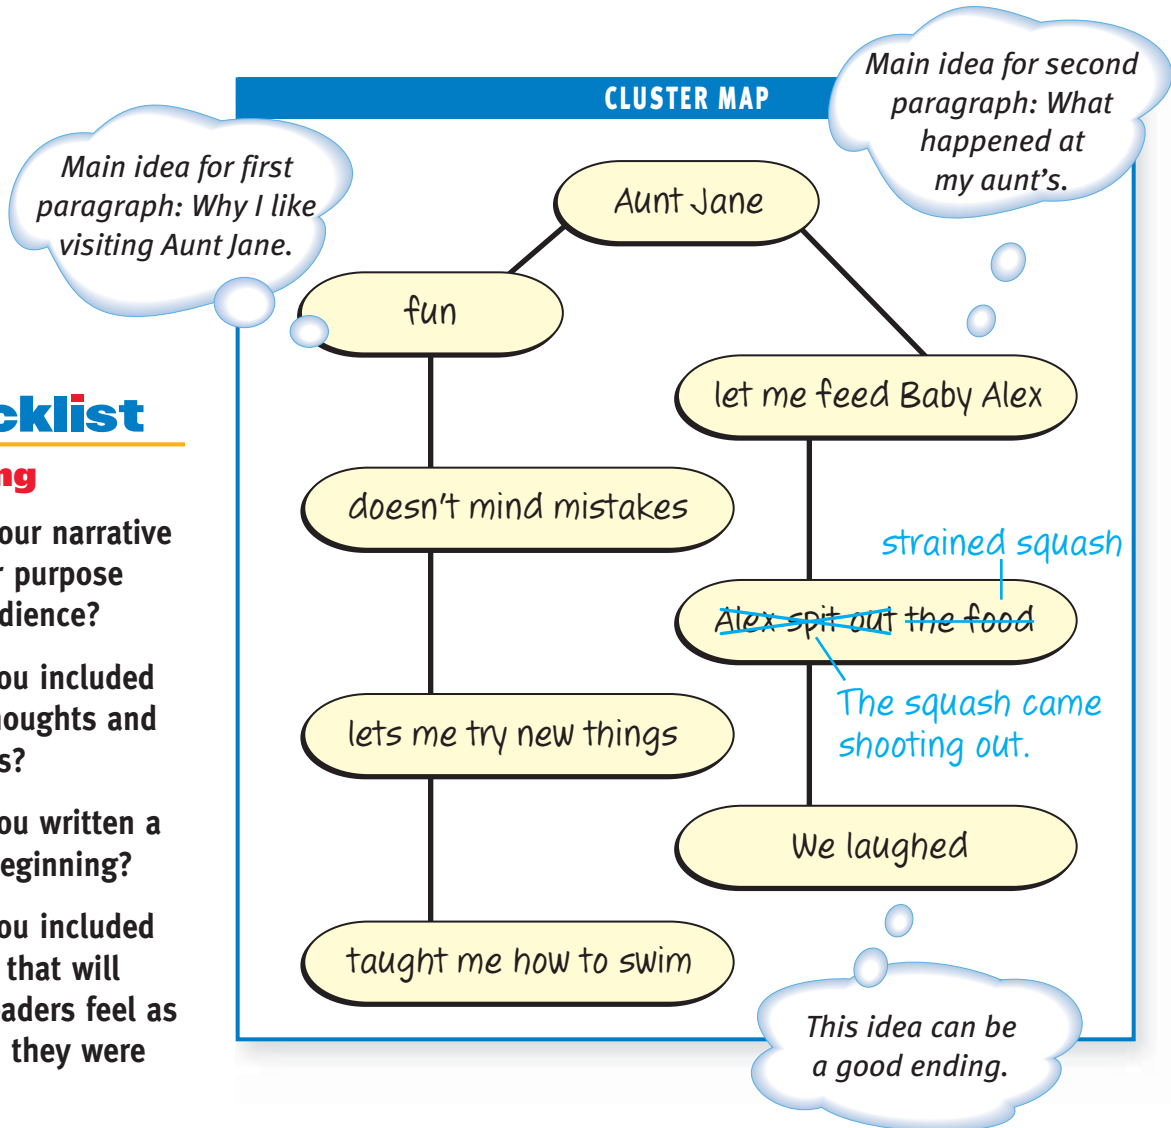 CLUSTER MAP
Main idea for first
paragraph: Why I like
visiting Aunt Jane.
Main idea for second
paragraph: What
happened at
my aunt's.
Aunt Jane
fun
doesn't mind mistakes
lets me try new things
taught me how to swim
let me feed Baby Alex
strained squash
Alex spit out the food
The squash came
shooting out.
We laughed
This idea can be
a good ending.
cklist
ng
our narrative
r purpose
dience?
ou included
houghts and
s?
ou written a
eginning?
ou included
that will
aders feel as
they were